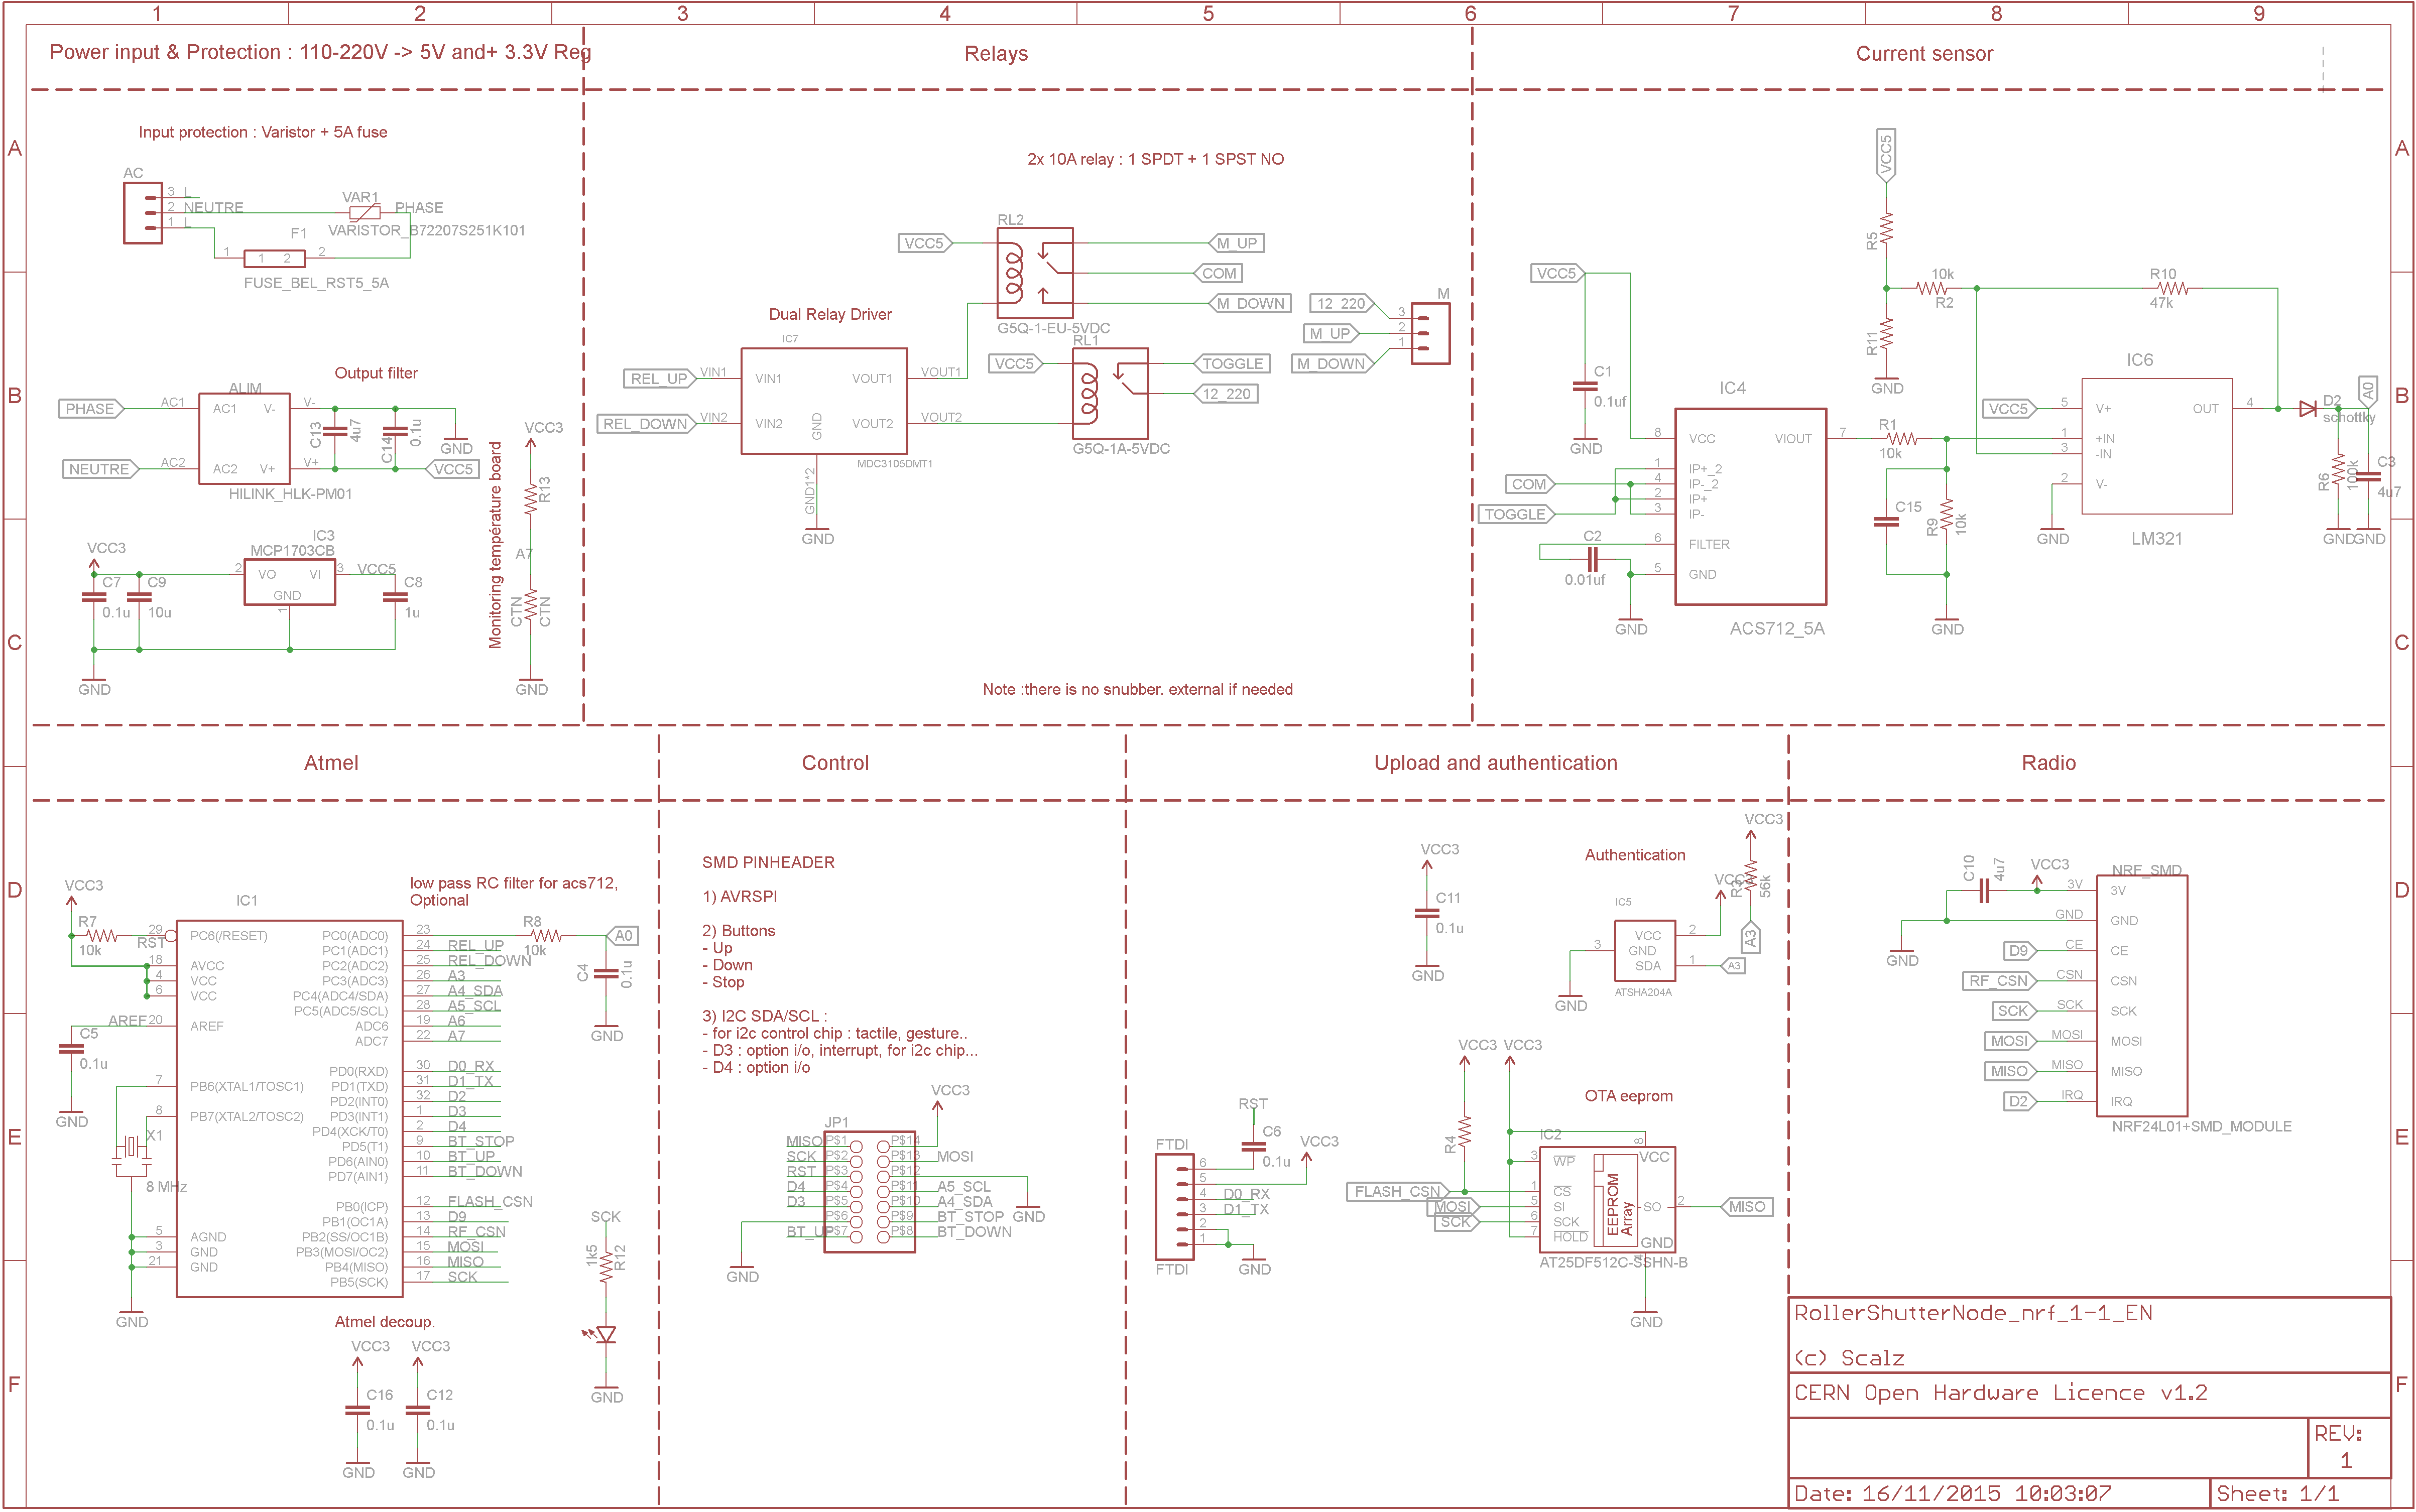 1 2 3 4 5 6 7 8 9
Power input & Protection : 110-220V -> 5V and+ 3.3V Reg
Relays
Current sensor
A
B
C
D
E
F
Input protection : Varistor + 5A fuse
AC
3 L
2 NEUTRE
1 L
VAR1
PHASE
VARISTOR_B72207S251K101
F1
1 1 2 2
FUSE_BEL_RST5_5A
Output filter
ALIM
PHASE AC1 AC1 V- V-
NEUTRE AC2 AC2 V+ V+
HILINK_HLK-PM01
C13 4u7
C14 0.1u
GND
VCC5
VCC3
R13
A7
CTN
CTN
GND
Monitoring température board
IC3
MCP1703CB
VCC3
2 VO VI 3 VCC5
GND
1
C7
0.1u
C9
10u
C8
1u
GND
2x 10A relay : 1 SPDT + 1 SPST NO
RL2
VCC5
M_UP
COM
M_DOWN
G5Q-1-EU-5VDC
RL1
VCC5
TOGGLE
12_220
G5Q-1A-5VDC
Dual Relay Driver
IC7
REL_UP VIN1 VIN1 VOUT1 VOUT1
REL_DOWN VIN2 VIN2 VOUT2 VOUT2
GND
MDC3105DMT1
GND1*2
GND
M
12_220 3
M_UP 2
M_DOWN 1
Note :there is no snubber. external if needed
VCC5
R5
R11
GND
10k
R2
R10
47k
VCC5
C1
0.1uf
GND
IC4
8 VCC VIOUT 7
1 IP+_2
COM 4 IP-_2
2 IP+
TOGGLE 3 IP-
C2
0.01uf
6 FILTER
5 GND
GND
ACS712_5A
R1
10k
C15
R9
10k
GND
IC6
VCC5 5 V+ OUT 4
1 +IN
3 -IN
2 V-
GND
LM321
D2
schottky
A0
R6
100k
C3
4u7
GND GND
Atmel
Control
Upload and authentication
Radio
VCC3
R7
10k
IC1
low pass RC filter for acs712,
Optional
RST 29 PC6(/RESET)
18 AVCC
4 VCC
6 VCC
AREF 20 AREF
C5
0.1u
GND
7 PB6(XTAL1/TOSC1)
8 PB7(XTAL2/TOSC2)
X1
8 MHz
5 AGND
3 GND
21 GND
GND
PC0(ADC0) 23
PC1(ADC1) 24 REL_UP
PC2(ADC2) 25 REL_DOWN
PC3(ADC3) 26 A3
PC4(ADC4/SDA) 27 A4_SDA
PC5(ADC5/SCL) 28 A5_SCL
ADC6 19 A6
ADC7 22 A7
PD0(RXD) 30 D0_RX
PD1(TXD) 31 D1_TX
PD2(INT0) 32 D2
PD3(INT1) 1 D3
PD4(XCK/T0) 2 D4
PD5(T1) 9 BT_STOP
PD6(AIN0) 10 BT_UP
PD7(AIN1) 11 BT_DOWN
PB0(ICP) 12 FLASH_CSN
PB1(OC1A) 13 D9
PB2(SS/OC1B) 14 RF_CSN
PB3(MOSI/OC2) 15 MOSI
PB4(MISO) 16 MISO
PB5(SCK) 17 SCK
R8
10k
A0
C4
0.1u
GND
SCK
1k5
R12
GND
Atmel decoup.
VCC3 VCC3
C16 C12
0.1u 0.1u
GND GND
SMD PINHEADER
1) AVRSPI
2) Buttons
- Up
- Down
- Stop
3) I2C SDA/SCL :
- for i2c control chip : tactile, gesture..
- D3 : option i/o, interrupt, for i2c chip...
- D4 : option i/o
VCC3
JP1
MISO P$1 P$14
SCK P$2 P$13 MOSI
RST P$3 P$12
D4 P$4 P$11 A5_SCL
D3 P$5 P$10 A4_SDA
P$6 P$9 BT_STOP
BT_UP P$7 P$8 BT_DOWN
GND
GND
VCC3
C11
0.1u
GND
Authentication
VCC3
VCC3
R3
56k
A3
IC5
VCC 2
3 GND
SDA 1 A3
ATSHA204A
GND
RST
C6
0.1u
VCC3
FTDI
6
5
4 D0_RX
3 D1_TX
2
1
FTDI
GND
VCC3 VCC3
OTA eeprom
R4
IC2
3 WP
8 VCC
FLASH_CSN 1 CS
MOSI 5 SI
SCK 6 SCK
7 HOLD
EEPROM
Array
SO 2 MISO
GND
4
AT25DF512C-SSHN-B
GND
C10
4u7
VCC3
NRF_SMD
3V 3V
GND GND
GND
D9 CE CE
RF_CSN CSN CSN
SCK SCK SCK
MOSI MOSI MOSI
MISO MISO MISO
D2 IRQ IRQ
NRF24L01+SMD_MODULE
RollerShutterNode_nrf_1-1_EN
(c) Scalz
CERN Open Hardware Licence v1.2
REV:
1
Date: 16/11/2015 10:03:07
Sheet: 1/1
A
B
C
D
E
F